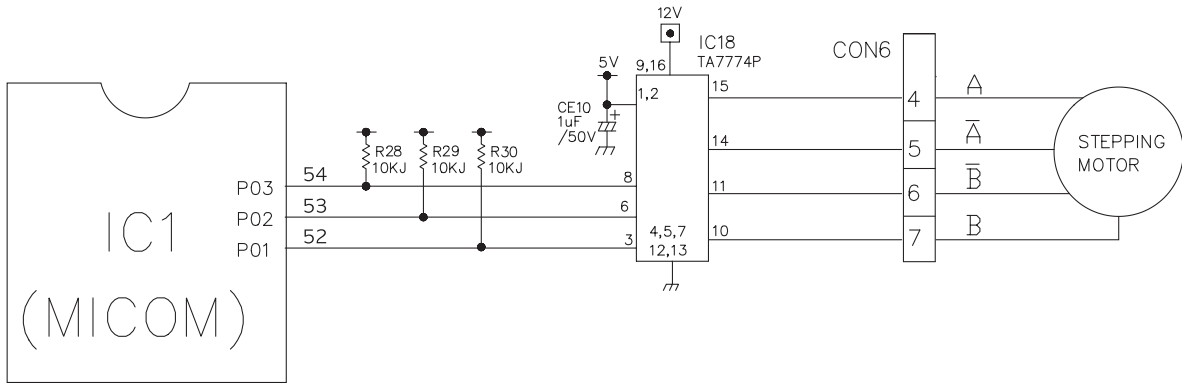 12V
IC18
TA7774P
CON6
5V
9,16
1,2
15
CE10
1uF
/50V
+
4
A
R28
10KJ
R29
10KJ
R30
10KJ
14
5
A̅
STEPPING
MOTOR
P03
54
8
11
6
B̅
P02
53
6
IC1
P01
52
3
4,5,7
12,13
10
7
B
(MICOM)